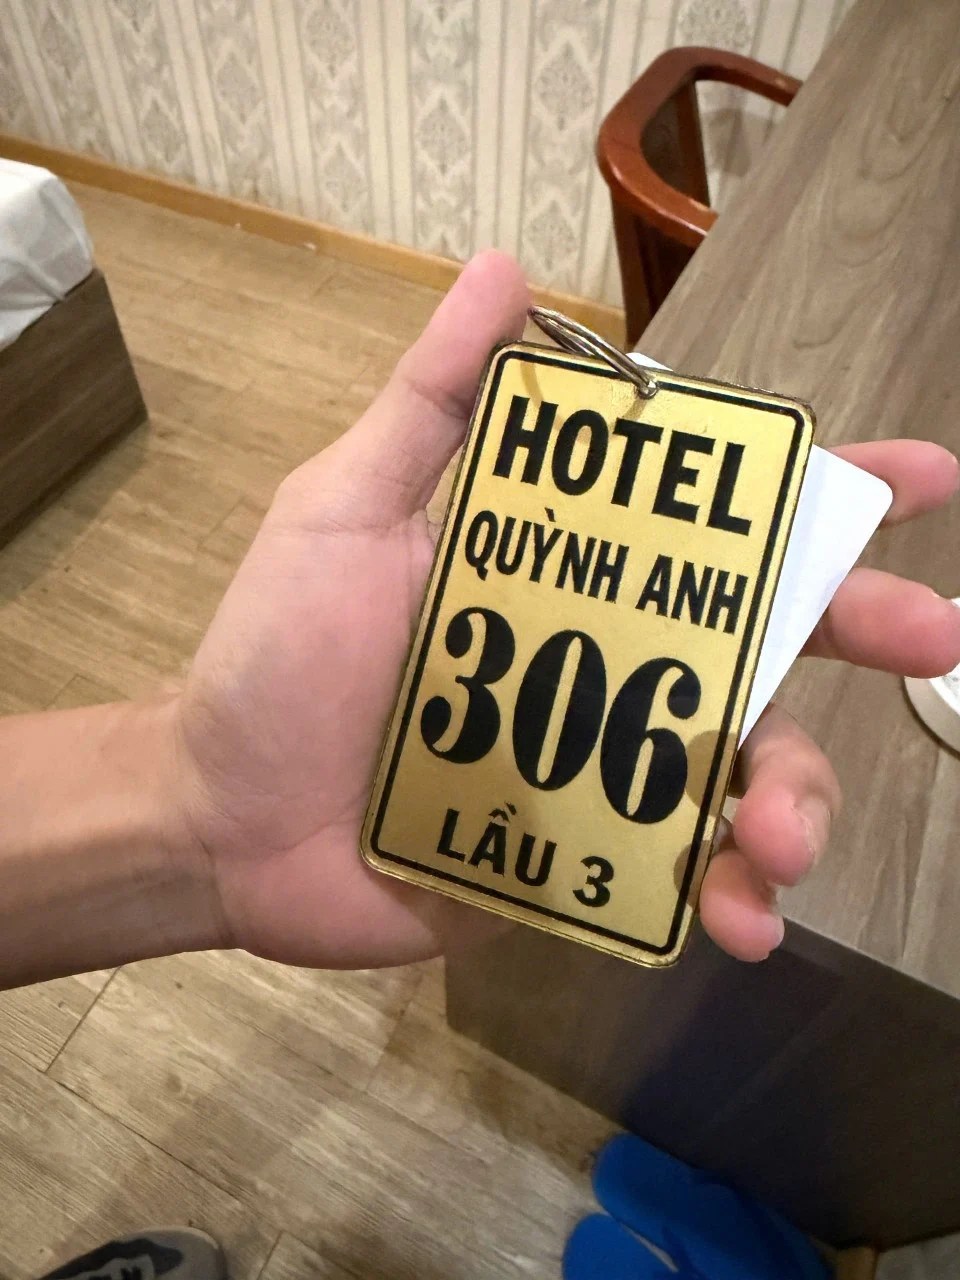 HOTEL
QUỲNH ANH
306
LẦU 3